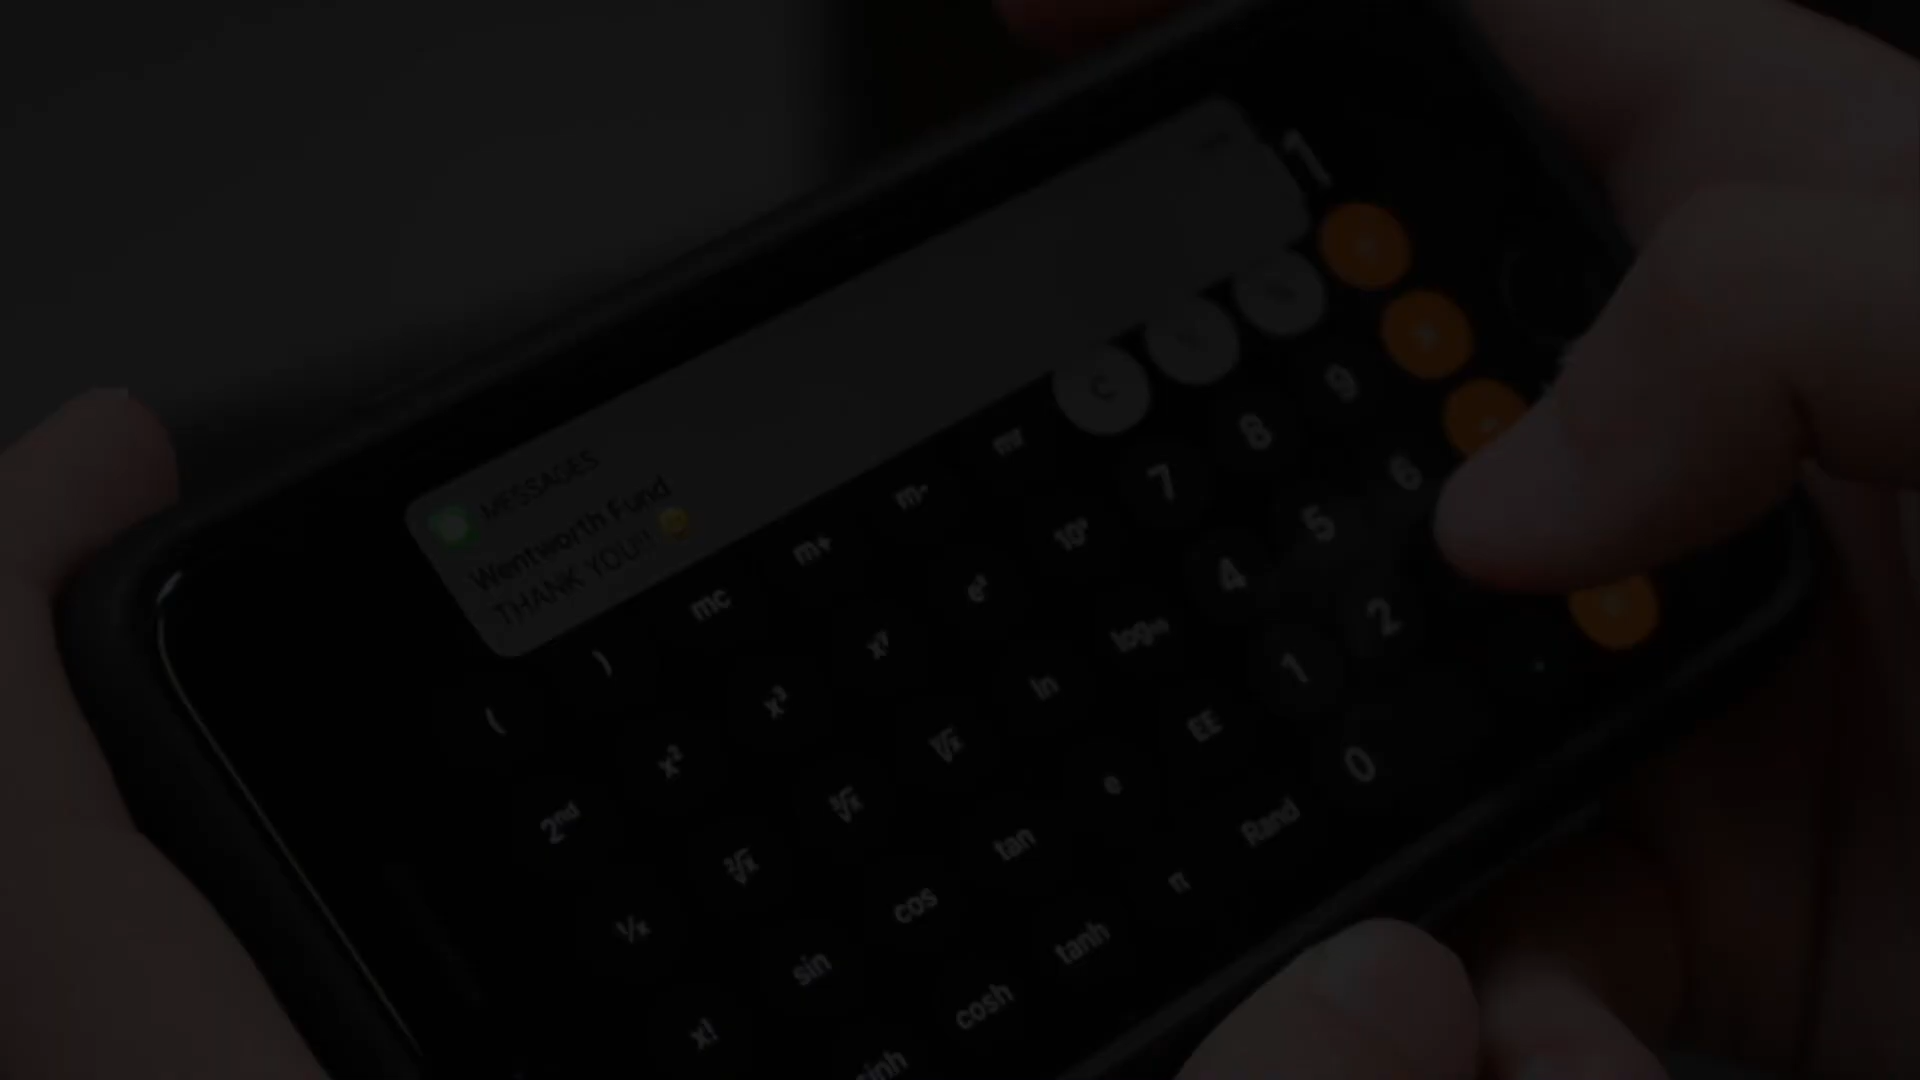 1
MESSAGES
Wentworth Fund
THANK YOU!! 😀
( ) mc m+ m- mr C
2nd x² x³ xʸ eˣ 10ˣ 7 8 9
¹/x ²√x ³√x ʸ√x ln log₁₀ 4 5 6
x! sin cos tan e EE 1 2
sinh cosh tanh π Rand 0 .